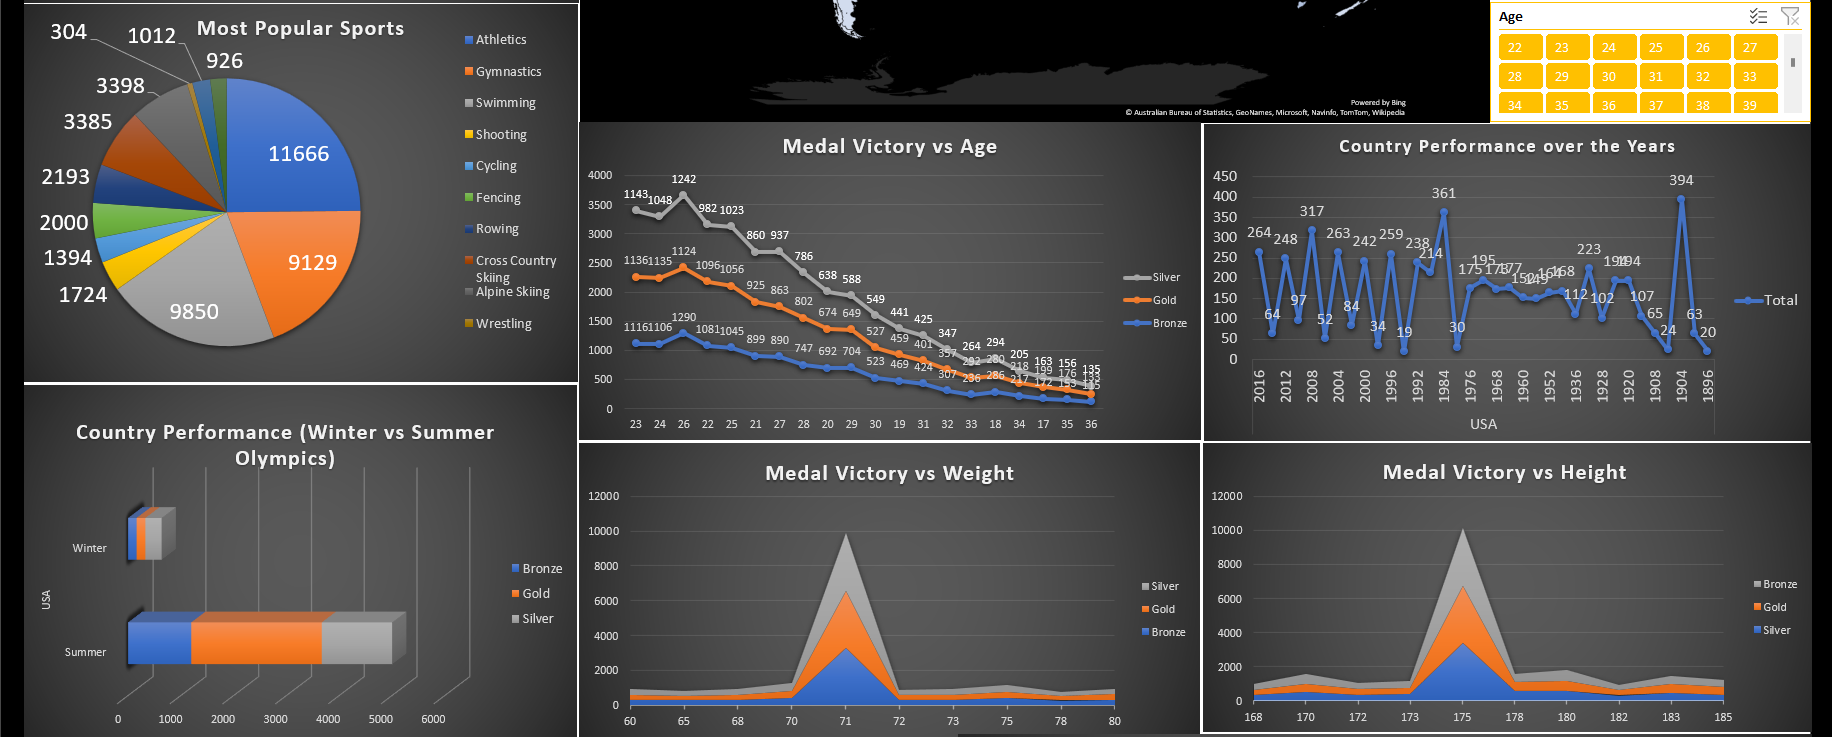 Most Popular Sports
304
1012
926
3398
3385
2193
2000
1394
1724
9850
9129
11666
Athletics
Gymnastics
Swimming
Shooting
Cycling
Fencing
Rowing
Cross Country
Skiing
Alpine Skiing
Wrestling
Powered by Bing
© Australian Bureau of Statistics, GeoNames, Microsoft, Navinfo, TomTom, Wikipedia
Age
22 23 24 25 26 27
28 29 30 31 32 33
34 35 36 37 38 39
Medal Victory vs Age
4000
3500
3000
2500
2000
1500
1000
500
0
1143 1048 1242 982 1023 860 937 786 638 588 549 441 425 347 264 294 205 163 156 135
1136 1135 1124 1096 1056 925 863 802 674 649 527 459 401 357 292 280 218 199 176
1116 1106 1290 1081 1045 899 890 747 692 704 523 469 424 307 236 286 217 172 153 115
23 24 26 22 25 21 27 28 20 29 30 19 31 32 33 18 34 17 35 36
Silver
Gold
Bronze
Country Performance over the Years
450
400
350
300
250
200
150
100
50
0
264 64 248 97 317 52 263 84 242 34 259 19 238 214 361 30 175 195 173 177 152 149 164 168 112 223 102 194 194 107 65 24 394 63 20
2016 2012 2008 2004 2000 1996 1992 1984 1976 1968 1960 1952 1936 1928 1920 1908 1904 1896
USA
Total
Country Performance (Winter vs Summer
Olympics)
Winter
Summer
USA
0 1000 2000 3000 4000 5000 6000
Bronze
Gold
Silver
Medal Victory vs Weight
12000
10000
8000
6000
4000
2000
0
60 65 68 70 71 72 73 75 78 80
Silver
Gold
Bronze
Medal Victory vs Height
12000
10000
8000
6000
4000
2000
0
168 170 172 173 175 178 180 182 183 185
Bronze
Gold
Silver